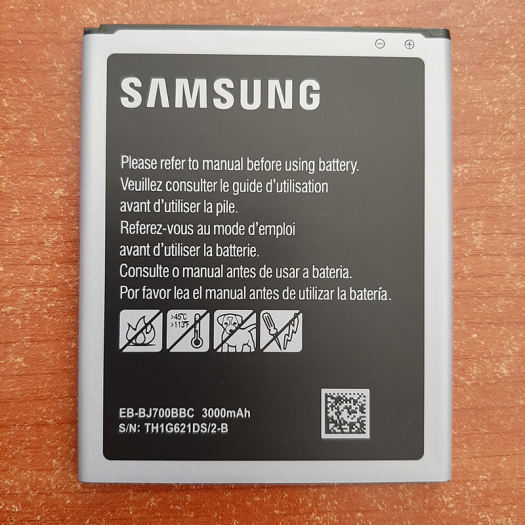 SAMSUNG
Please refer to manual before using battery.
Veuillez consulter le guide d'utilisation
avant d'utiliser la pile.
Referez-vous au mode d'emploi
avant d'utiliser la batterie.
Consulte o manual antes de usar a bateria.
Por favor lea el manual antes de utilizar la batería.
>45°C
>113°F
EB-BJ700BBC 3000mAh
S/N: TH1G621DS/2-B